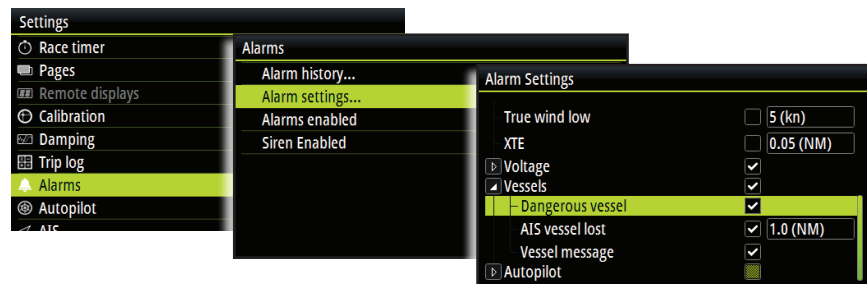 Settings
Race timer
Pages
Remote displays
Calibration
Damping
Trip log
Alarms
Autopilot
AIS
Alarms
Alarm history...
Alarm settings...
Alarms enabled
Siren Enabled
Alarm Settings
True wind low 5 (kn)
XTE 0.05 (NM)
Voltage
Vessels
Dangerous vessel
AIS vessel lost 1.0 (NM)
Vessel message
Autopilot